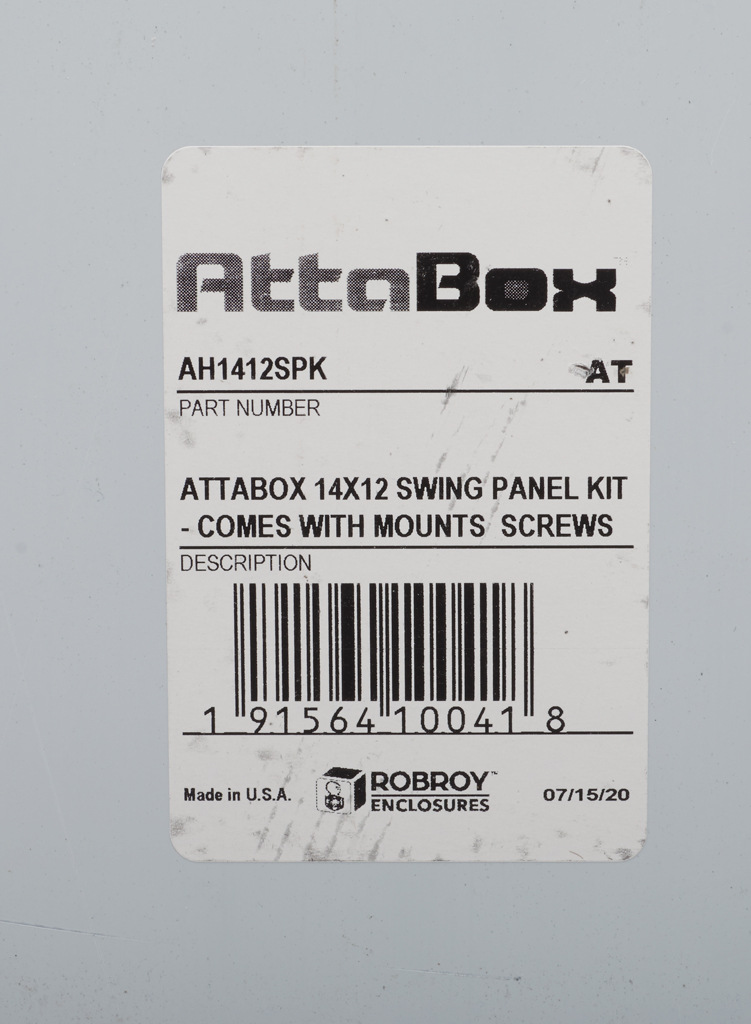 AttaBox
AH1412SPK AT
PART NUMBER
ATTABOX 14X12 SWING PANEL KIT
- COMES WITH MOUNTS SCREWS
DESCRIPTION
1 91564 10041 8
Made in U.S.A. ROBROY™ 07/15/20
ENCLOSURES